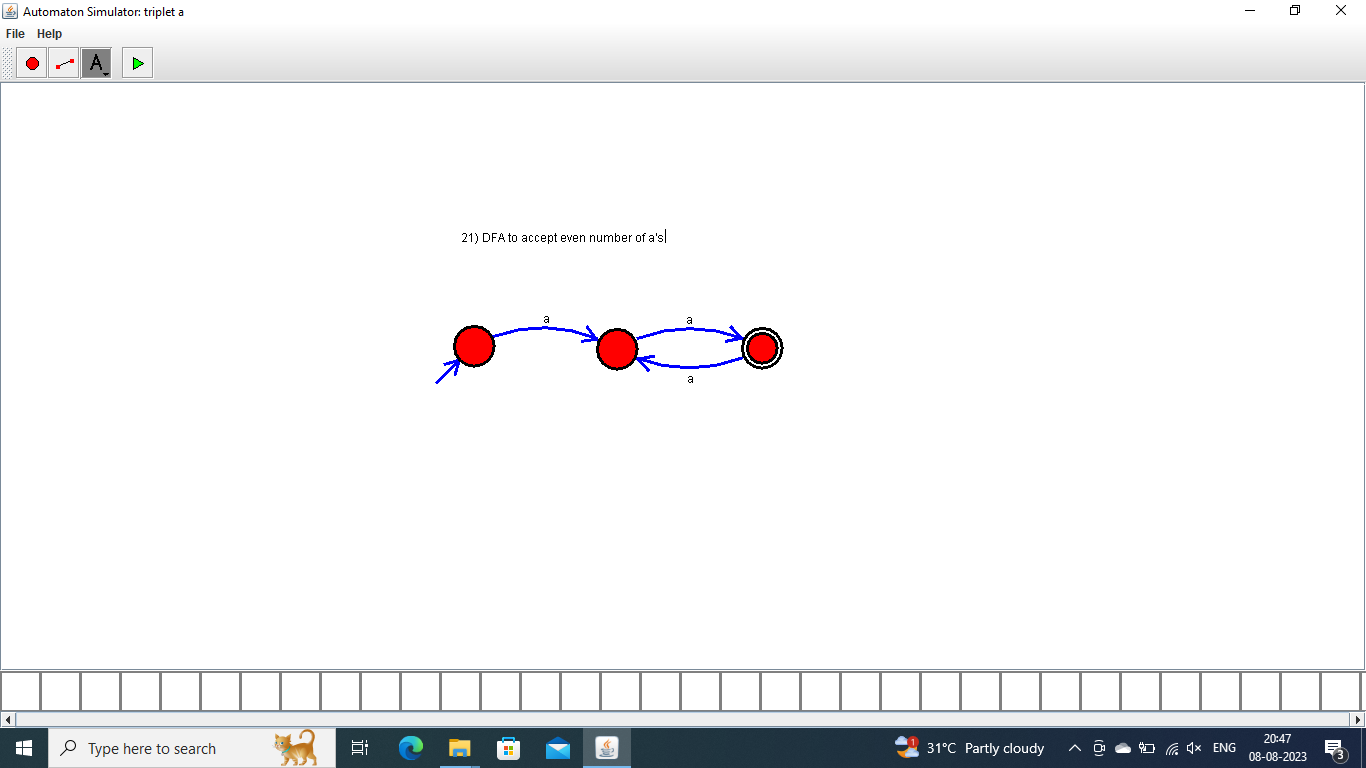 Automaton Simulator: triplet a
File Help
A
21) DFA to accept even number of a's
a
a
a
Type here to search
1
31°C Partly cloudy
ENG
20:47
08-08-2023
3